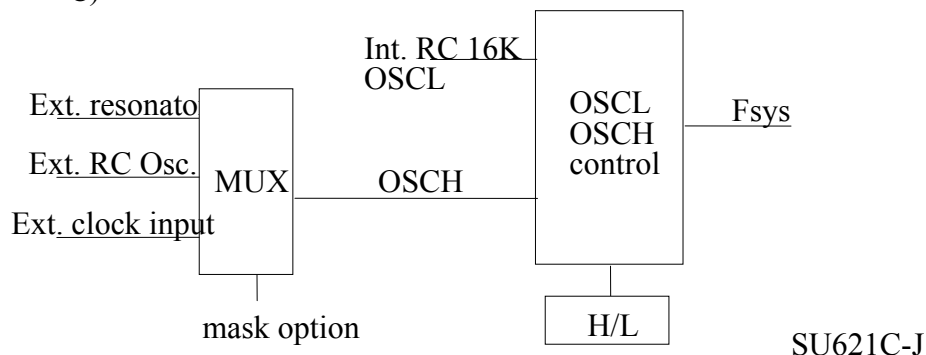 Int. RC 16K
OSCL
Ext. resonato
Ext. RC Osc.
Ext. clock input
MUX
OSCH
OSCL
OSCH
control
Fsys
mask option
H/L
SU621C-J